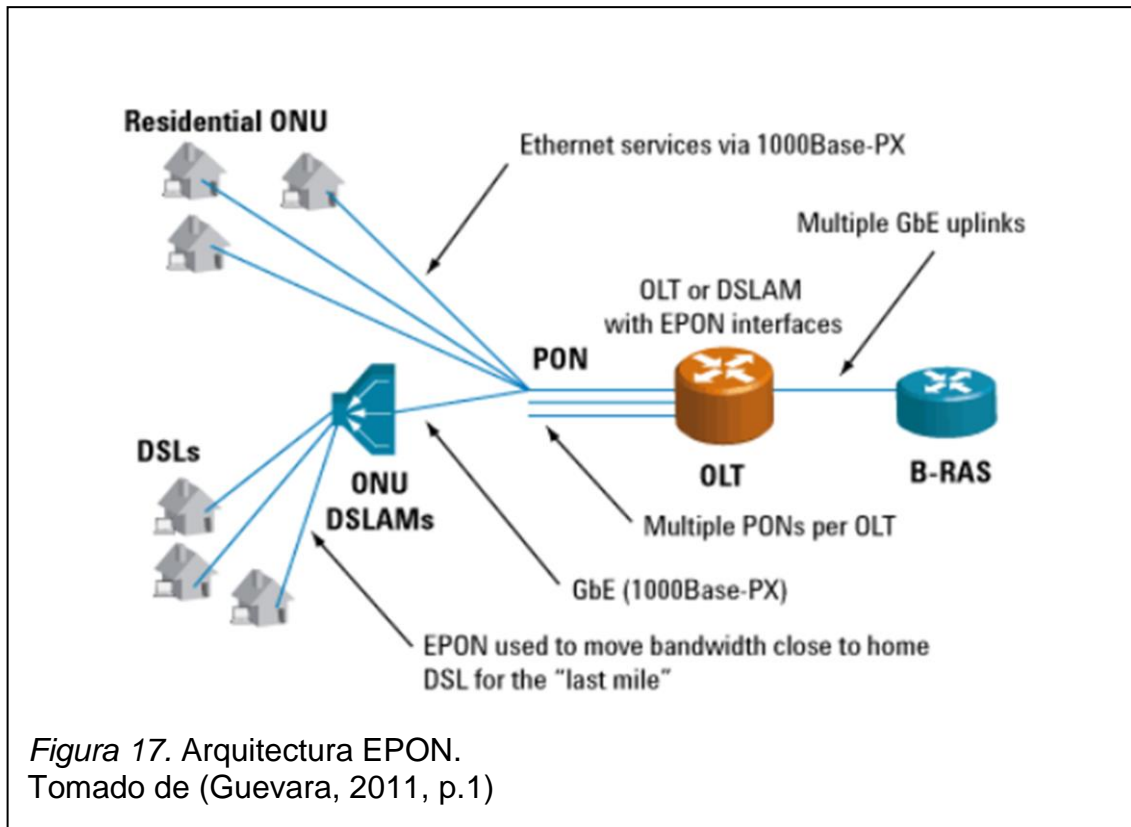 Residential ONU
Ethernet services via 1000Base-PX
Multiple GbE uplinks
OLT or DSLAM
with EPON interfaces
PON
DSLs
ONU
DSLAMs
OLT
B-RAS
Multiple PONs per OLT
GbE (1000Base-PX)
EPON used to move bandwidth close to home
DSL for the “last mile”
Figura 17. Arquitectura EPON.
Tomado de (Guevara, 2011, p.1)